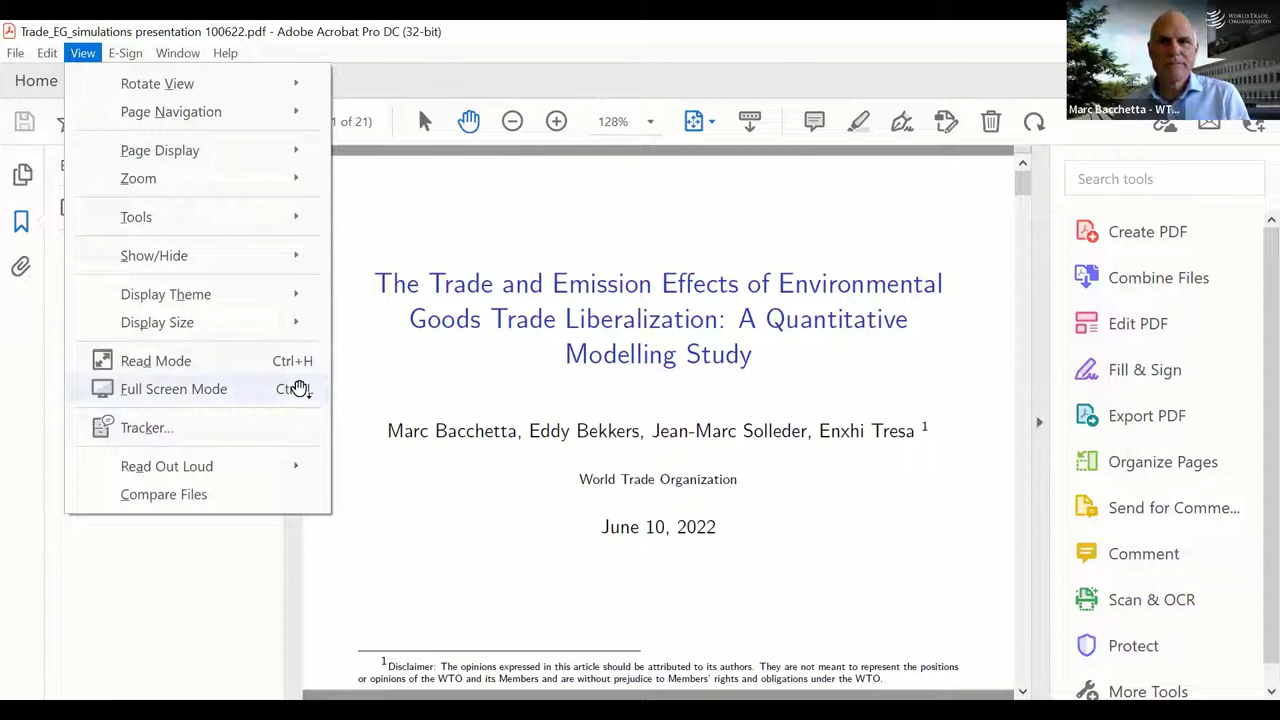 Trade_EG_simulations presentation 100622.pdf - Adobe Acrobat Pro DC (32-bit)
WORLD TRADE
ORGANIZATION
File Edit View E-Sign Window Help
Home
Marc Bacchetta - WT...
1 of 21)
128%
Rotate View
Page Navigation
Page Display
Zoom
Tools
Show/Hide
Display Theme
Display Size
Read Mode Ctrl+H
Full Screen Mode
Tracker...
Read Out Loud
Compare Files
The Trade and Emission Effects of Environmental
Goods Trade Liberalization: A Quantitative
Modelling Study
Marc Bacchetta, Eddy Bekkers, Jean-Marc Solleder, Enxhi Tresa 1
World Trade Organization
June 10, 2022
1Disclaimer: The opinions expressed in this article should be attributed to its authors. They are not meant to represent the positions
or opinions of the WTO and its Members and are without prejudice to Members' rights and obligations under the WTO.
Search tools
Create PDF
Combine Files
Edit PDF
Fill & Sign
Export PDF
Organize Pages
Send for Comme...
Comment
Scan & OCR
Protect
More Tools